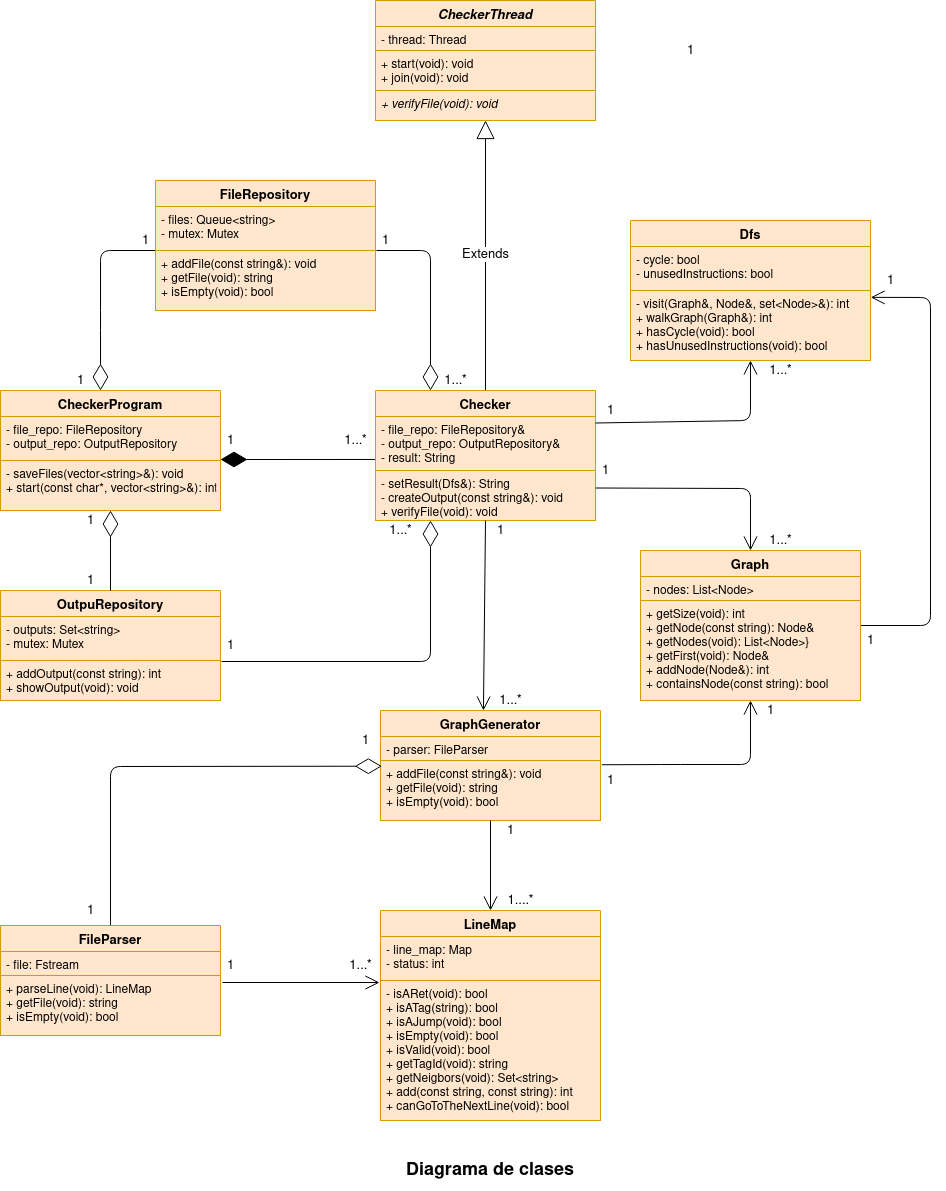 CheckerThread
- thread: Thread
+ start(void): void
+ join(void): void
+ verifyFile(void): void
1
Extends
FileRepository
- files: Queue<string>
- mutex: Mutex
+ addFile(const string&): void
+ getFile(void): string
+ isEmpty(void): bool
1
1
1
1...*
Dfs
- cycle: bool
- unusedInstructions: bool
- visit(Graph&, Node&, set<Node>&): int
+ walkGraph(Graph&): int
+ hasCycle(void): bool
+ hasUnusedInstructions(void): bool
1
1...*
CheckerProgram
- file_repo: FileRepository
- output_repo: OutputRepository
- saveFiles(vector<string>&): void
+ start(const char*, vector<string>&): int
1
1...*
Checker
- file_repo: FileRepository&
- output_repo: OutputRepository&
- result: String
- setResult(Dfs&): String
- createOutput(const string&): void
+ verifyFile(void): void
1
1
1...*
1
1...*
1
1
OutpuRepository
- outputs: Set<string>
- mutex: Mutex
+ addOutput(const string): int
+ showOutput(void): void
1
Graph
- nodes: List<Node>
+ getSize(void): int
+ getNode(const string): Node&
+ getNodes(void): List<Node>}
+ getFirst(void): Node&
+ addNode(Node&): int
+ containsNode(const string): bool
1
1
1...*
GraphGenerator
- parser: FileParser
+ addFile(const string&): void
+ getFile(void): string
+ isEmpty(void): bool
1
1
1
1....*
1
FileParser
- file: Fstream
+ parseLine(void): LineMap
+ getFile(void): string
+ isEmpty(void): bool
1
1...*
LineMap
- line_map: Map
- status: int
- isARet(void): bool
+ isATag(string): bool
+ isAJump(void): bool
+ isEmpty(void): bool
+ isValid(void): bool
+ getTagId(void): string
+ getNeigbors(void): Set<string>
+ add(const string, const string): int
+ canGoToTheNextLine(void): bool
Diagrama de clases